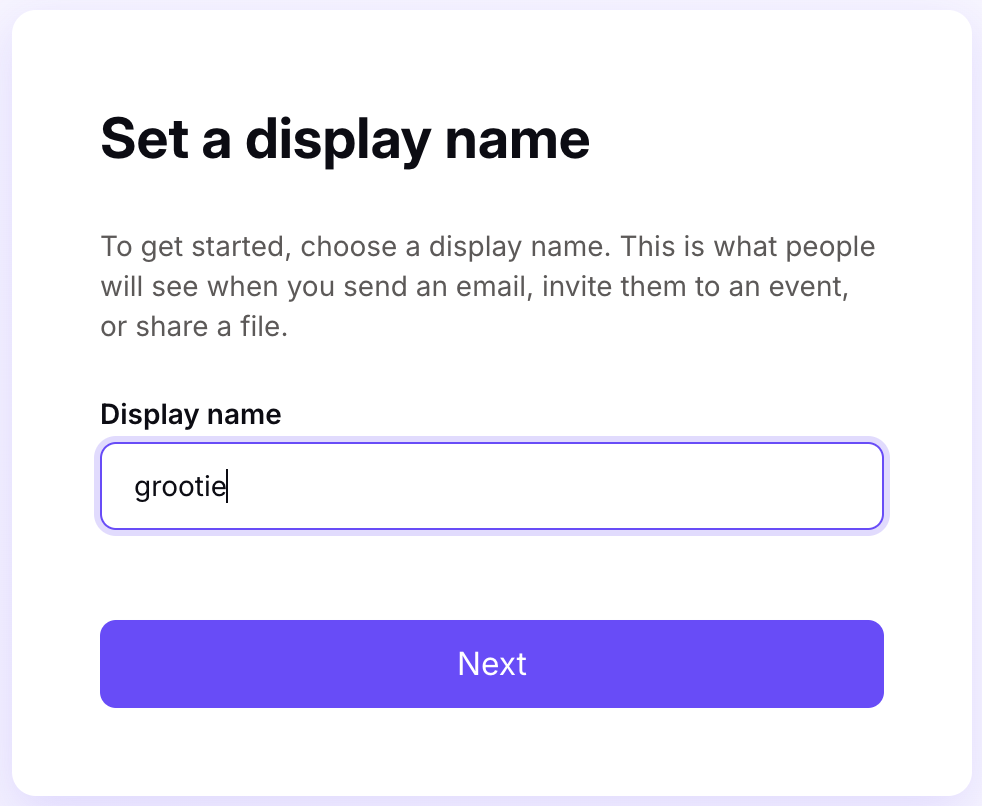 Set a display name
To get started, choose a display name. This is what people
will see when you send an email, invite them to an event,
or share a file.
Display name
grootie
Next